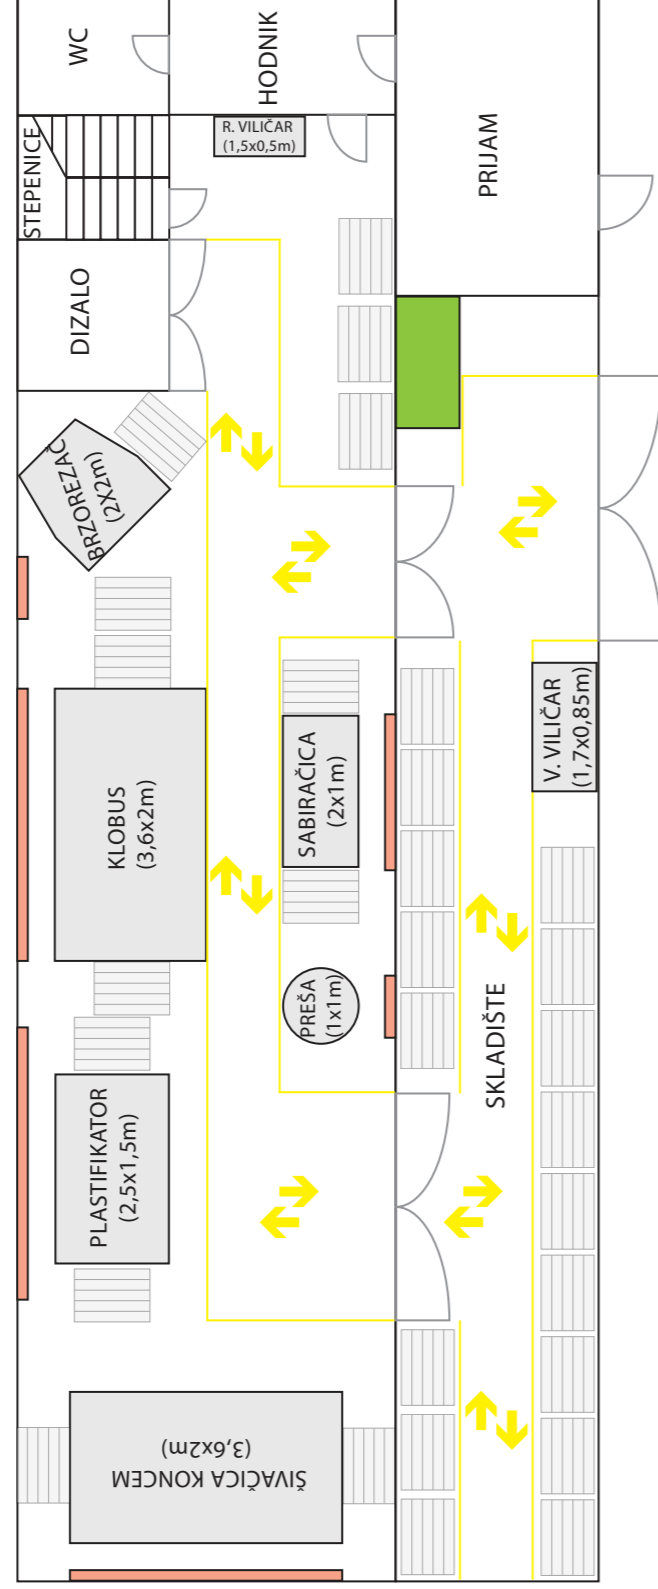 WC
HODNIK
STEPENICE
R. VILIČAR
(1,5x0,5m)
PRIJAM
DIZALO
BRZOREZAČ
(2X2m)
KLOBUS
(3,6x2m)
SABIRAČICA
(2x1m)
V. VILIČAR
(1,7x0,85m)
PREŠA
(1x1m)
SKLADIŠTE
PLASTIFIKATOR
(2,5x1,5m)
ŠIVAČICA KONCEM
(3,6x2m)